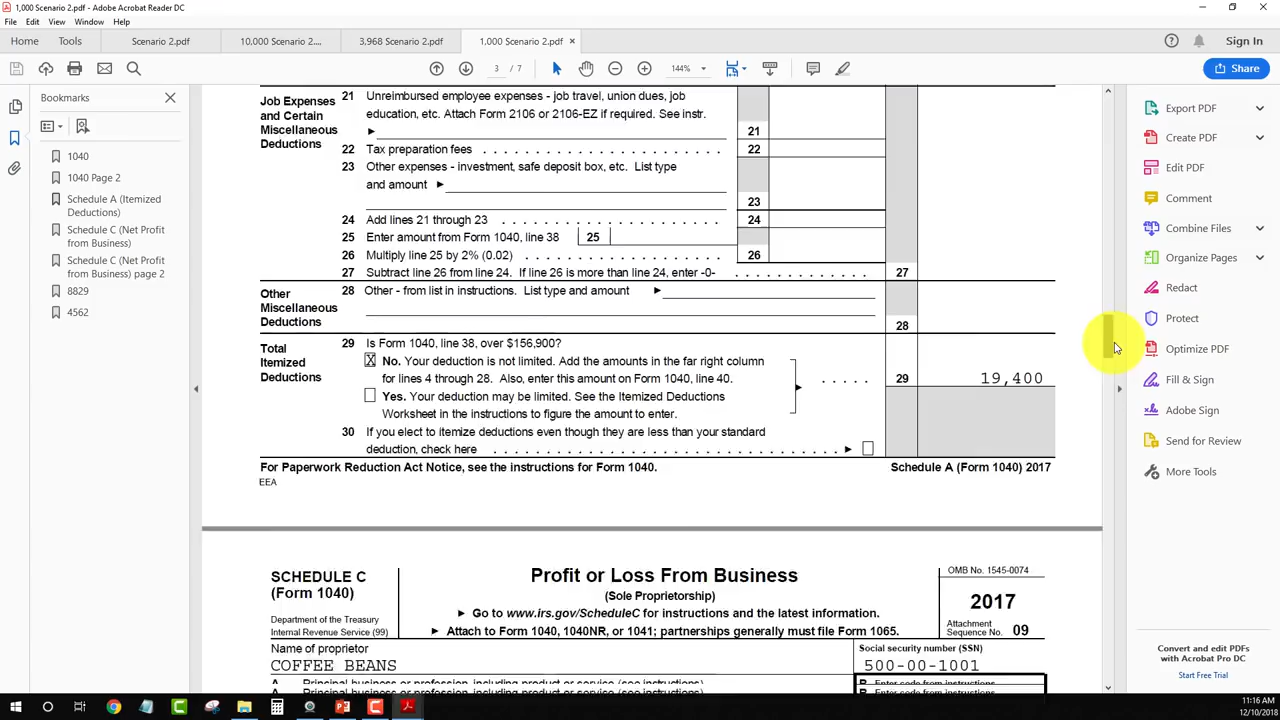 1,000 Scenario 2.pdf - Adobe Acrobat Reader DC
File Edit View Window Help
Home Tools Scenario 2.pdf 10,000 Scenario 2.... 3,968 Scenario 2.pdf 1,000 Scenario 2.pdf × Sign In
3 / 7 144% Share
Bookmarks
1040
1040 Page 2
Schedule A (Itemized
Deductions)
Schedule C (Net Profit
from Business)
Schedule C (Net Profit
from Business) page 2
8829
4562
Job Expenses
and Certain
Miscellaneous
Deductions
21 Unreimbursed employee expenses - job travel, union dues, job
education, etc. Attach Form 2106 or 2106-EZ if required. See instr.
21
22 Tax preparation fees 22
23 Other expenses - investment, safe deposit box, etc. List type
and amount
23
24 Add lines 21 through 23 24
25 Enter amount from Form 1040, line 38 25
26 Multiply line 25 by 2% (0.02) 26
27 Subtract line 26 from line 24. If line 26 is more than line 24, enter -0- 27
Other
Miscellaneous
Deductions
28 Other - from list in instructions. List type and amount
28
Total
Itemized
Deductions
29 Is Form 1040, line 38, over $156,900?
X No. Your deduction is not limited. Add the amounts in the far right column
for lines 4 through 28. Also, enter this amount on Form 1040, line 40. 29 19,400
Yes. Your deduction may be limited. See the Itemized Deductions
Worksheet in the instructions to figure the amount to enter.
30 If you elect to itemize deductions even though they are less than your standard
deduction, check here
For Paperwork Reduction Act Notice, see the instructions for Form 1040. Schedule A (Form 1040) 2017
EEA
SCHEDULE C
(Form 1040)
Department of the Treasury
Internal Revenue Service (99)
Profit or Loss From Business
(Sole Proprietorship)
Go to www.irs.gov/ScheduleC for instructions and the latest information.
Attach to Form 1040, 1040NR, or 1041; partnerships generally must file Form 1065.
OMB No. 1545-0074
2017
Attachment
Sequence No. 09
Name of proprietor Social security number (SSN)
COFFEE BEANS 500-00-1001
A Principal business or profession, including product or service (see instructions) B Enter code from instructions
Export PDF
Create PDF
Edit PDF
Comment
Combine Files
Organize Pages
Redact
Protect
Optimize PDF
Fill & Sign
Adobe Sign
Send for Review
More Tools
Convert and edit PDFs
with Acrobat Pro DC
Start Free Trial
11:16 AM
12/10/2018